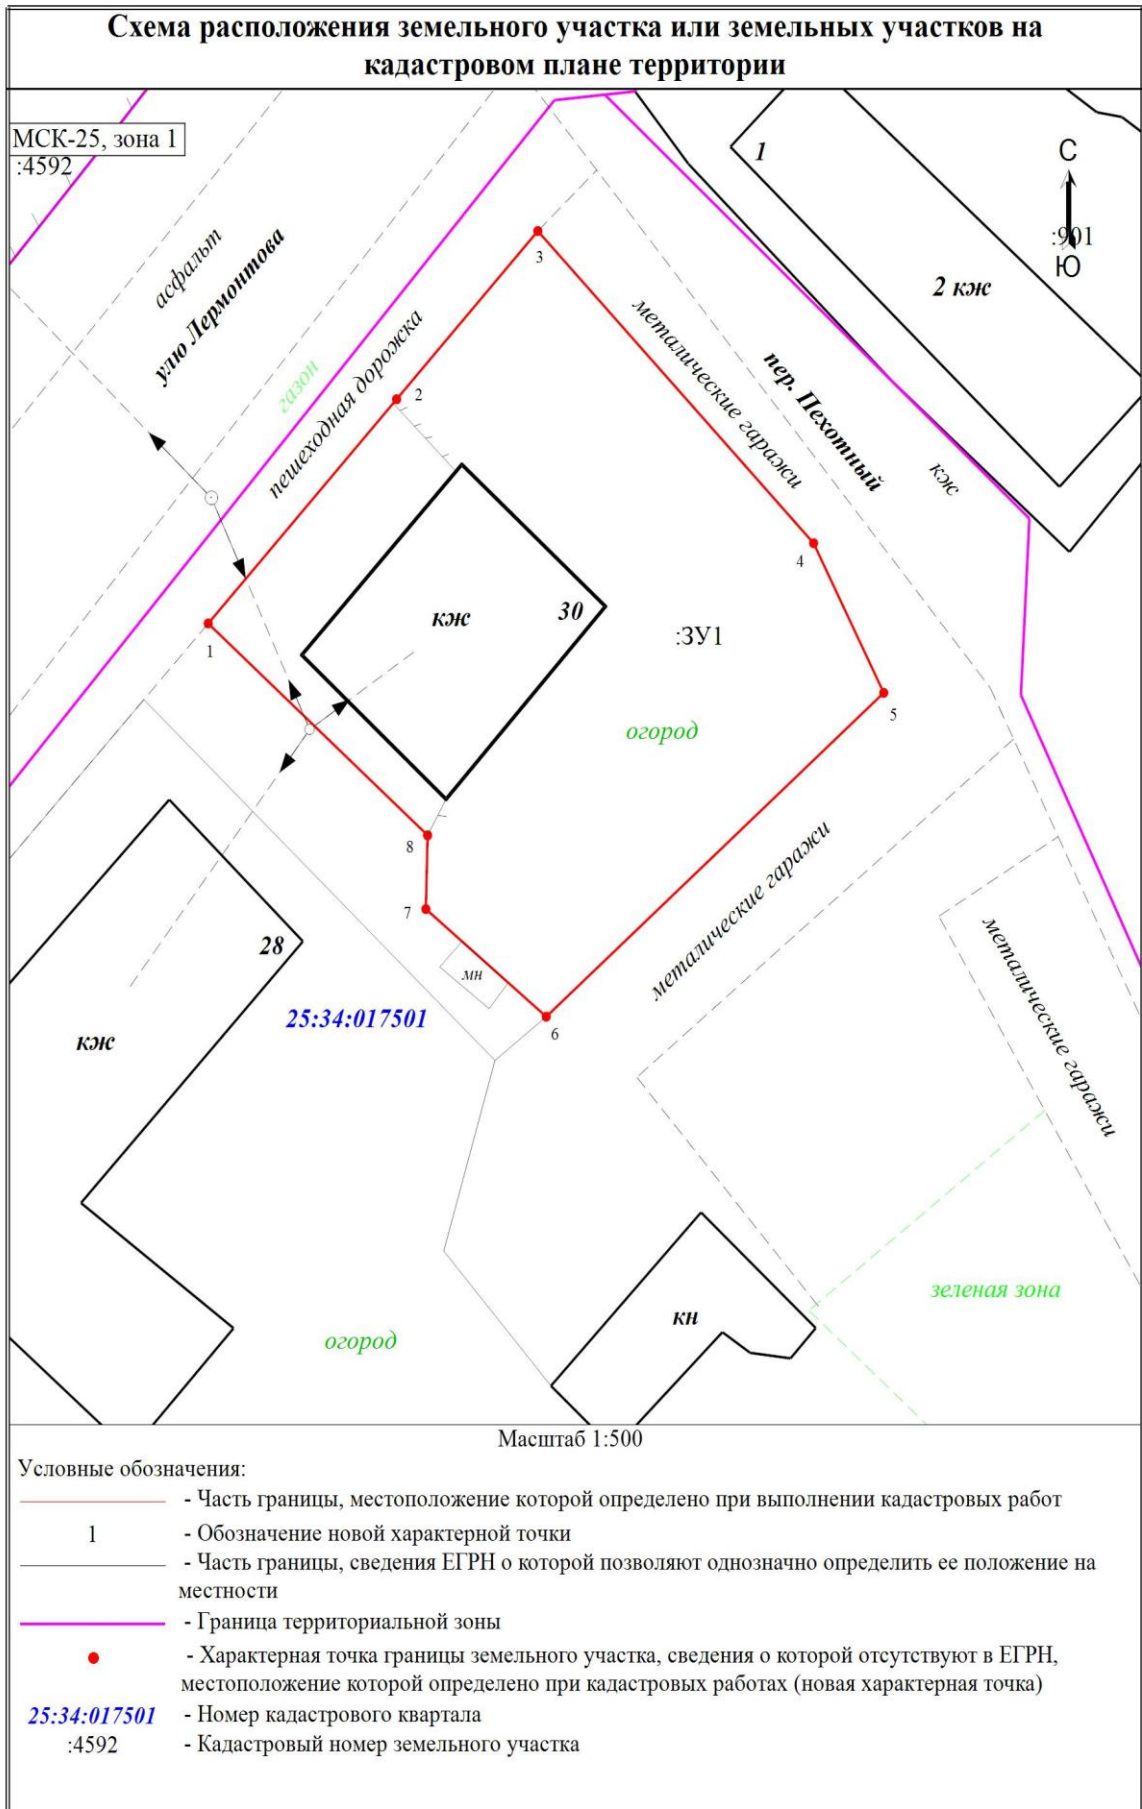 Схема расположения земельного участка или земельных участков на
кадастровом плане территории
МСК-25, зона 1
:4592
С
:901
Ю
1
2 кж
асфальт
улю Лермонтова
газон
пешеходная дорожка
3
2
металические гаражи
пер. Пехотный
кж
4
1
кж
30
:ЗУ1
5
огород
8
7
металические гаражи
28
мн
25:34:017501
кж
6
металические гаражи
зеленая зона
кн
огород
Масштаб 1:500
Условные обозначения:
- Часть границы, местоположение которой определено при выполнении кадастровых работ
1 - Обозначение новой характерной точки
- Часть границы, сведения ЕГРН о которой позволяют однозначно определить ее положение на
местности
- Граница территориальной зоны
- Характерная точка границы земельного участка, сведения о которой отсутствуют в ЕГРН,
местоположение которой определено при кадастровых работах (новая характерная точка)
25:34:017501 - Номер кадастрового квартала
:4592 - Кадастровый номер земельного участка